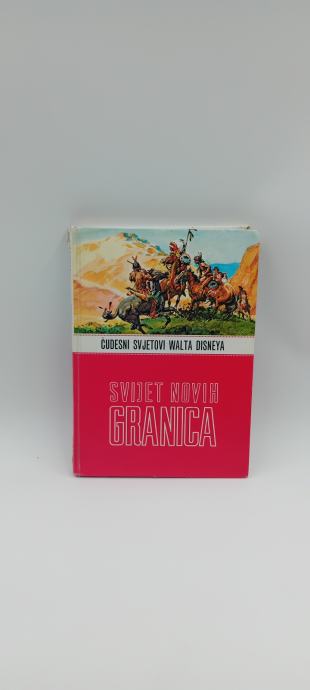 ČUDESNI SVJETOVI WALTA DISNEYA
SVIJET NOVIH
GRANICA